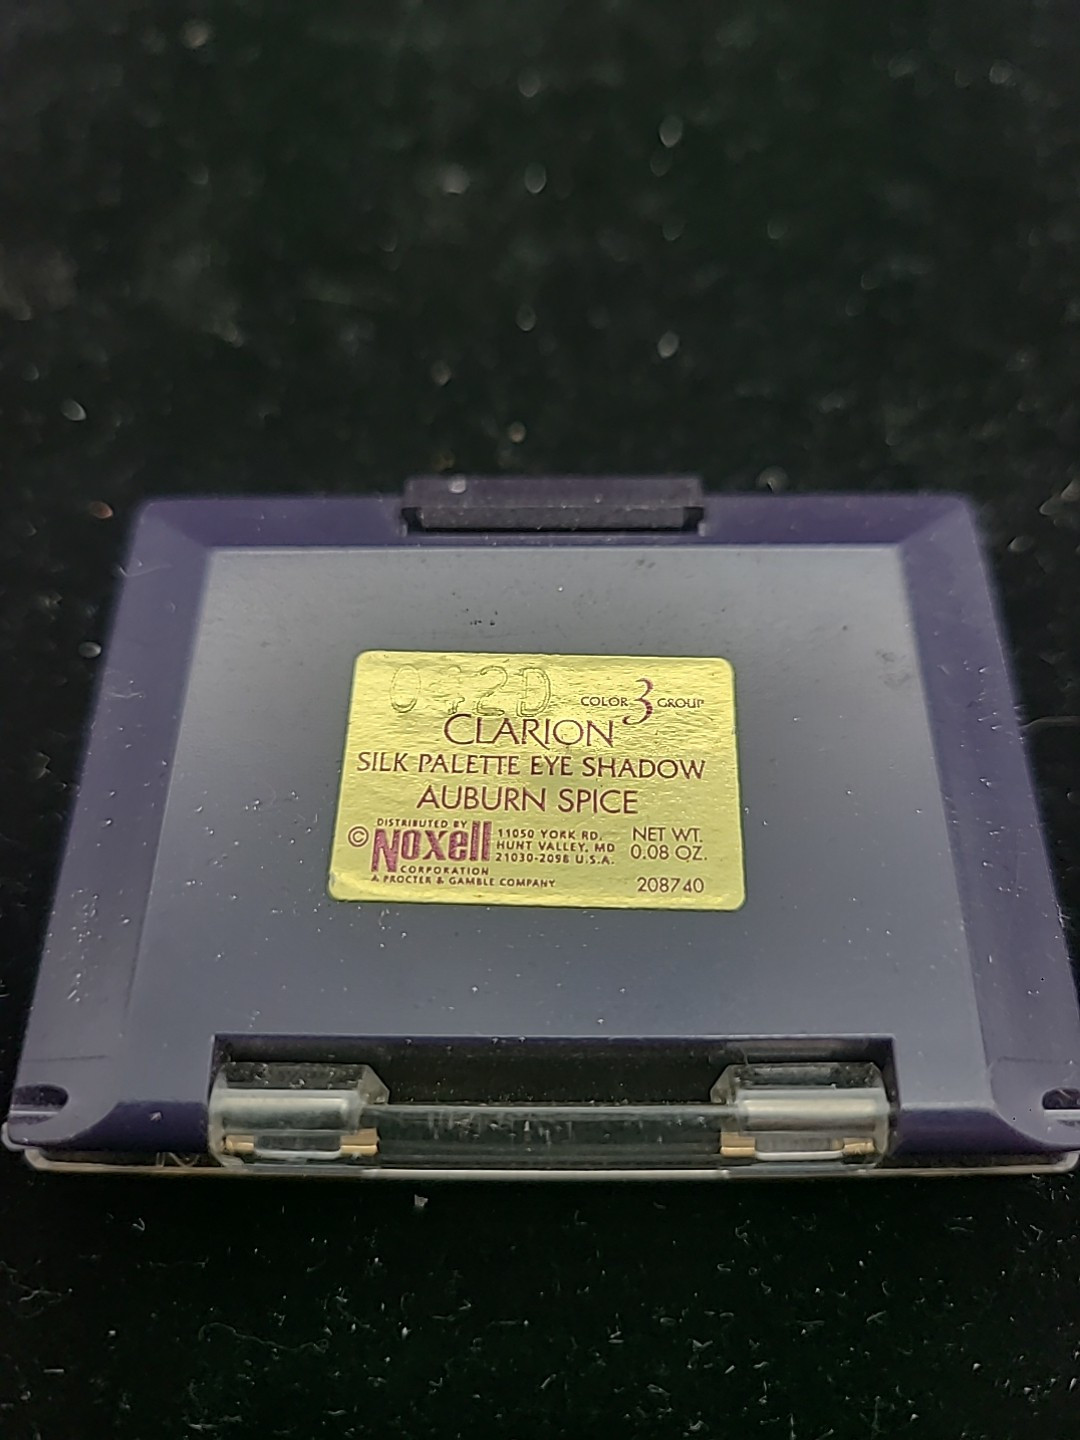 COLOR 3 GROUP
CLARION
SILK PALETTE EYE SHADOW
AUBURN SPICE
DISTRIBUTED BY
© Noxell
CORPORATION
A PROCTER & GAMBLE COMPANY
11050 YORK RD.
HUNT VALLEY, MD
21030-2098 U.S.A.
NET WT.
0.08 OZ.
208740